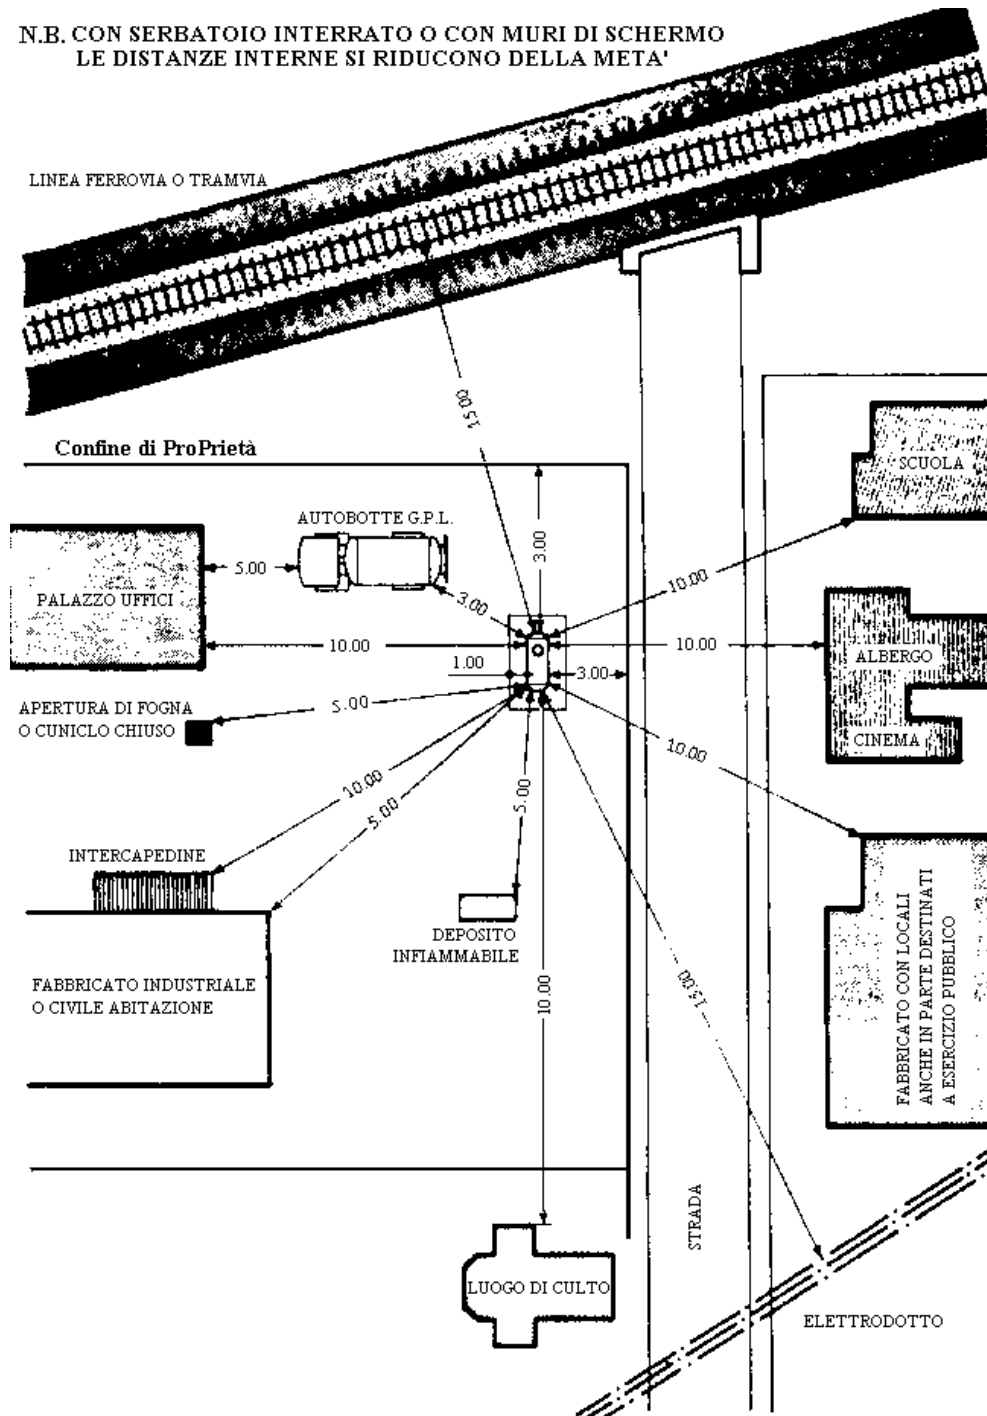 N.B. CON SERBATOIO INTERRATO O CON MURI DI SCHERMO
LE DISTANZE INTERNE SI RIDUCONO DELLA META'
LINEA FERROVIA O TRAMVIA
15.00
Confine di ProPrietà
SCUOLA
AUTOBOTTE G.P.L.
3.00
5.00
3.00
10.00
PALAZZO UFFICI
10.00
10.00
ALBERGO
1.00
3.00
APERTURA DI FOGNA
O CUNICLO CHIUSO
5.00
CINEMA
10.00
10.00
5.00
5.00
INTERCAPEDINE
DEPOSITO
INFIAMMABILE
FABBRICATO INDUSTRIALE
O CIVILE ABITAZIONE
10.00
15.00
FABBRICATO CON LOCALI
ANCHE IN PARTE DESTINATI
A ESERCIZIO PUBBLICO
STRADA
LUOGO DI CULTO
ELETTRODOTTO